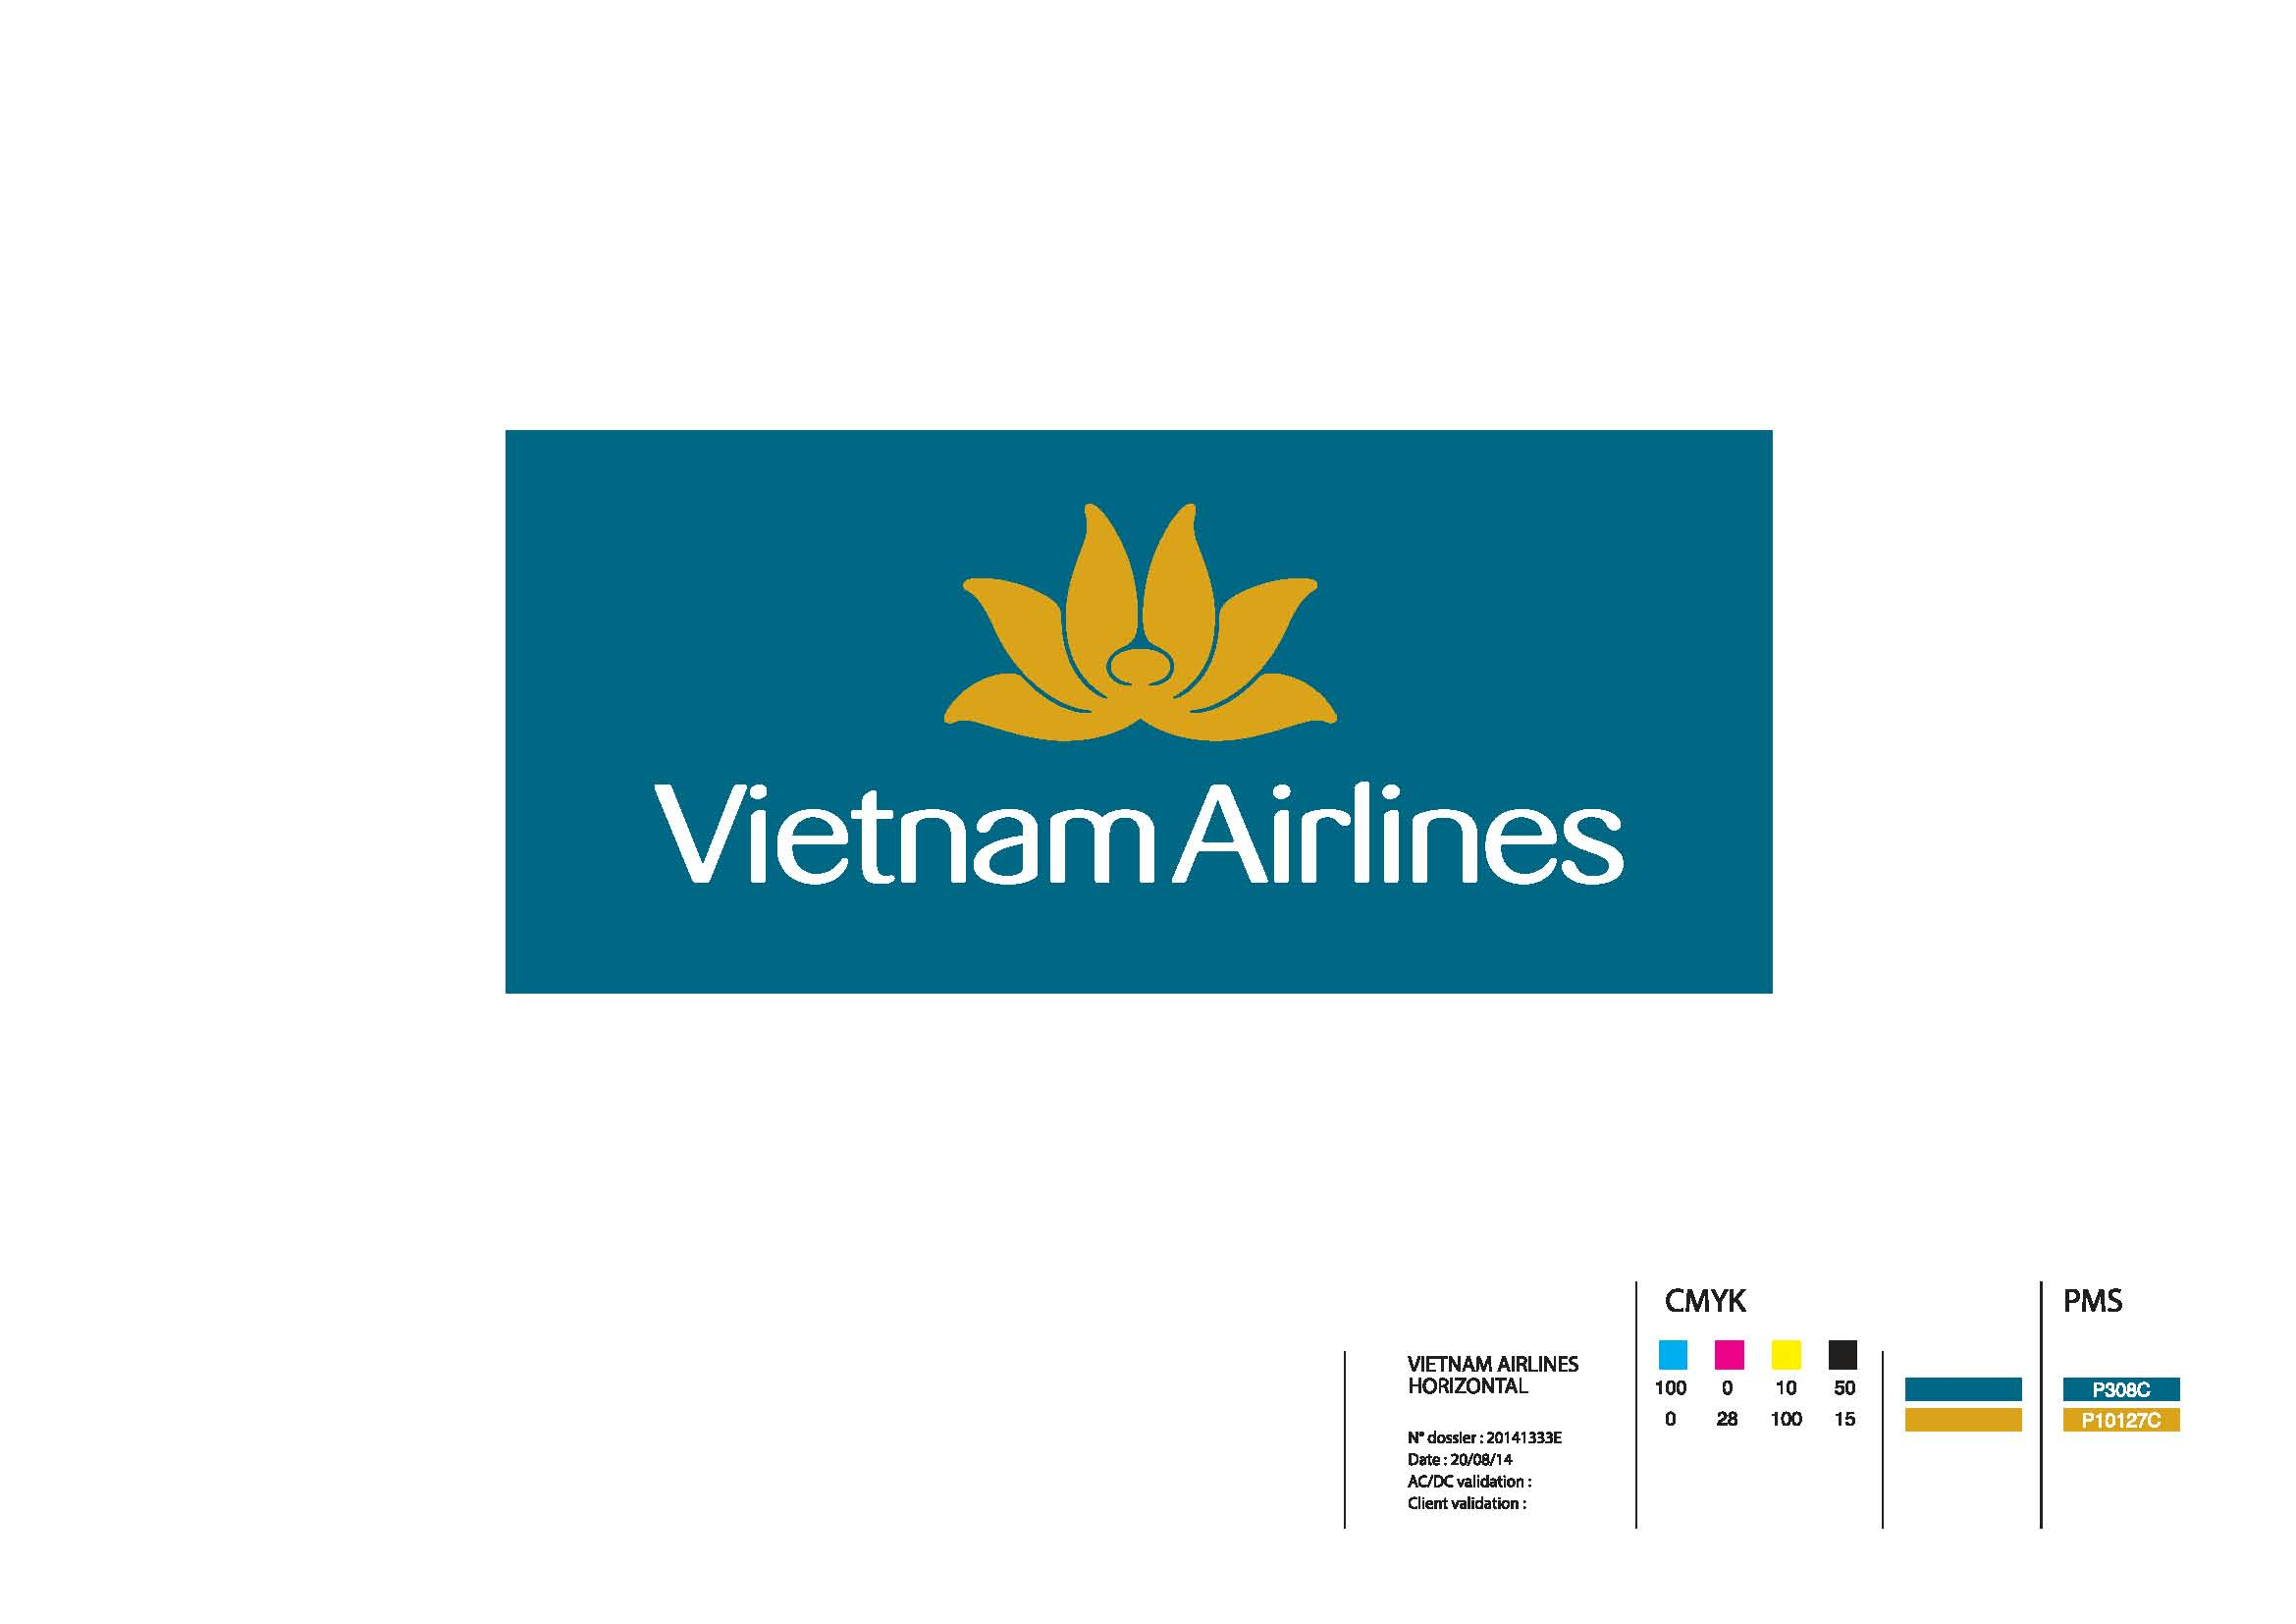 Vietnam Airlines
VIETNAM AIRLINES
HORIZONTAL
N° dossier : 20141333E
Date : 20/08/14
AC/DC validation :
Client validation :
CMYK
100 0 10 50
0 28 100 15
PMS
P308C
P10127C